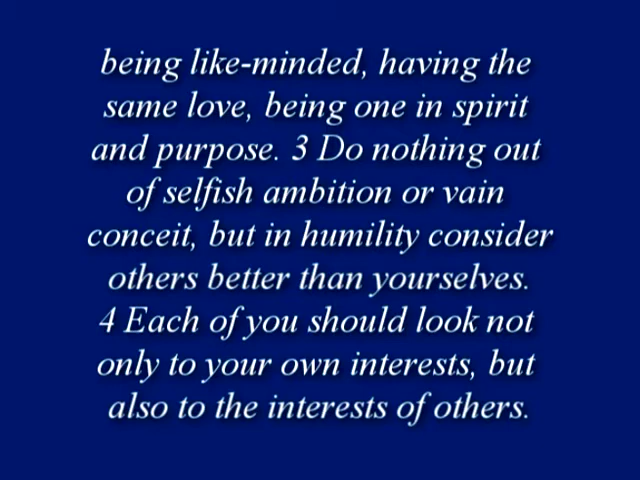 being like-minded, having the
same love, being one in spirit
and purpose. 3 Do nothing out
of selfish ambition or vain
conceit, but in humility consider
others better than yourselves.
4 Each of you should look not
only to your own interests, but
also to the interests of others.